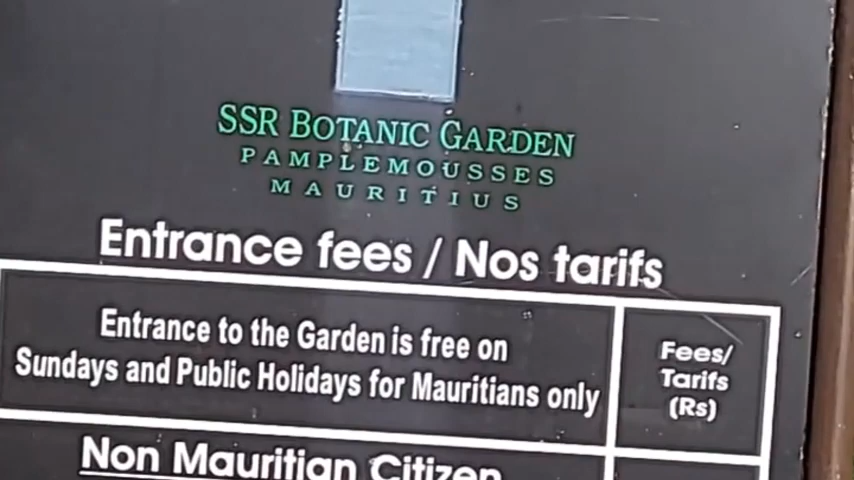 SSR BOTANIC GARDEN
PAMPLEMOUSSES
MAURITIUS
Entrance fees / Nos tarifs
Entrance to the Garden is free on
Sundays and Public Holidays for Mauritians only
Fees/
Tarifs
(Rs)
Non Mauritian Citizen